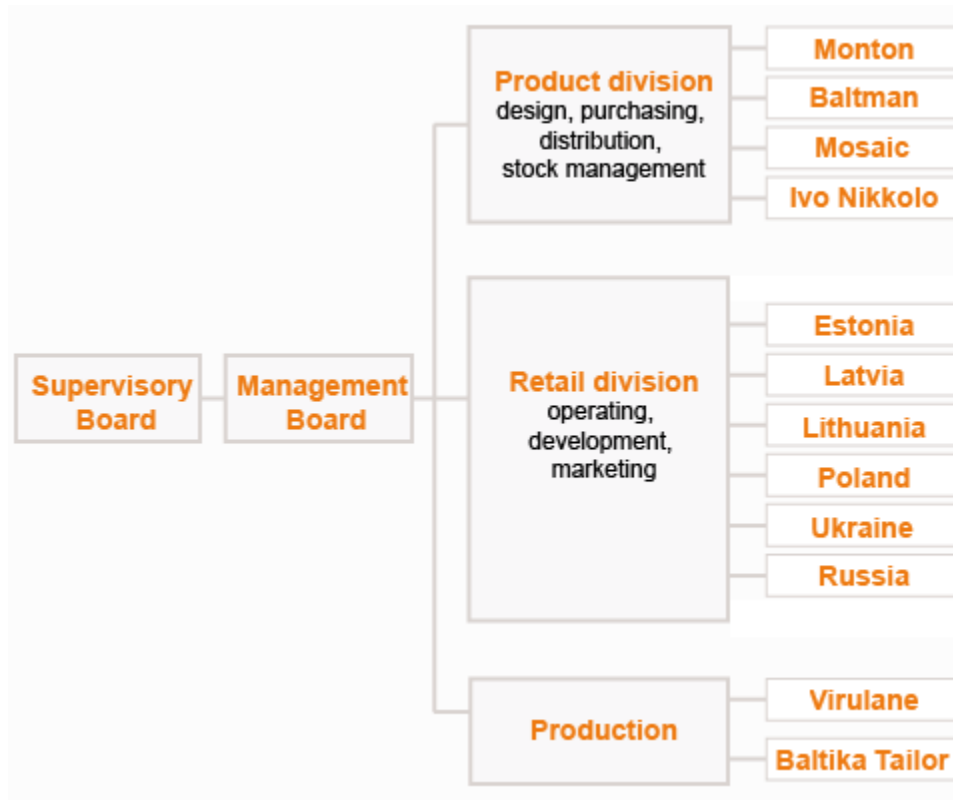 Supervisory
Board
Management
Board
Product division
design, purchasing,
distribution,
stock management
Monton
Baltman
Mosaic
Ivo Nikkolo
Retail division
operating,
development,
marketing
Estonia
Latvia
Lithuania
Poland
Ukraine
Russia
Production
Virulane
Baltika Tailor